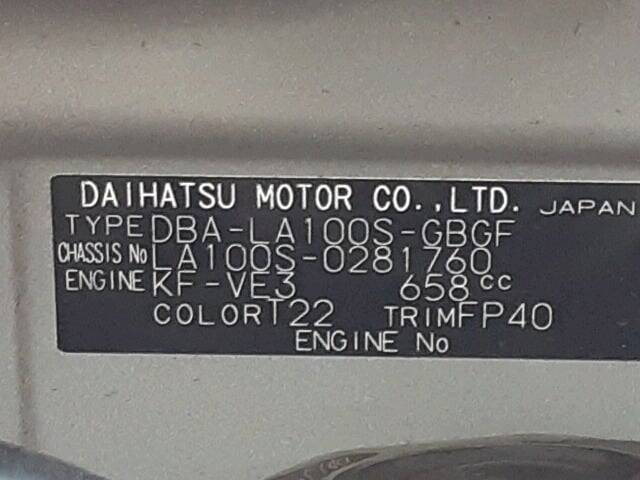 DAIHATSU MOTOR CO.,LTD. JAPAN
TYPE DBA-LA100S-GBGF
CHASSIS No LA100S-0281760
ENGINE KF-VE3 658cc
COLOR T22 TRIM FP40
ENGINE No